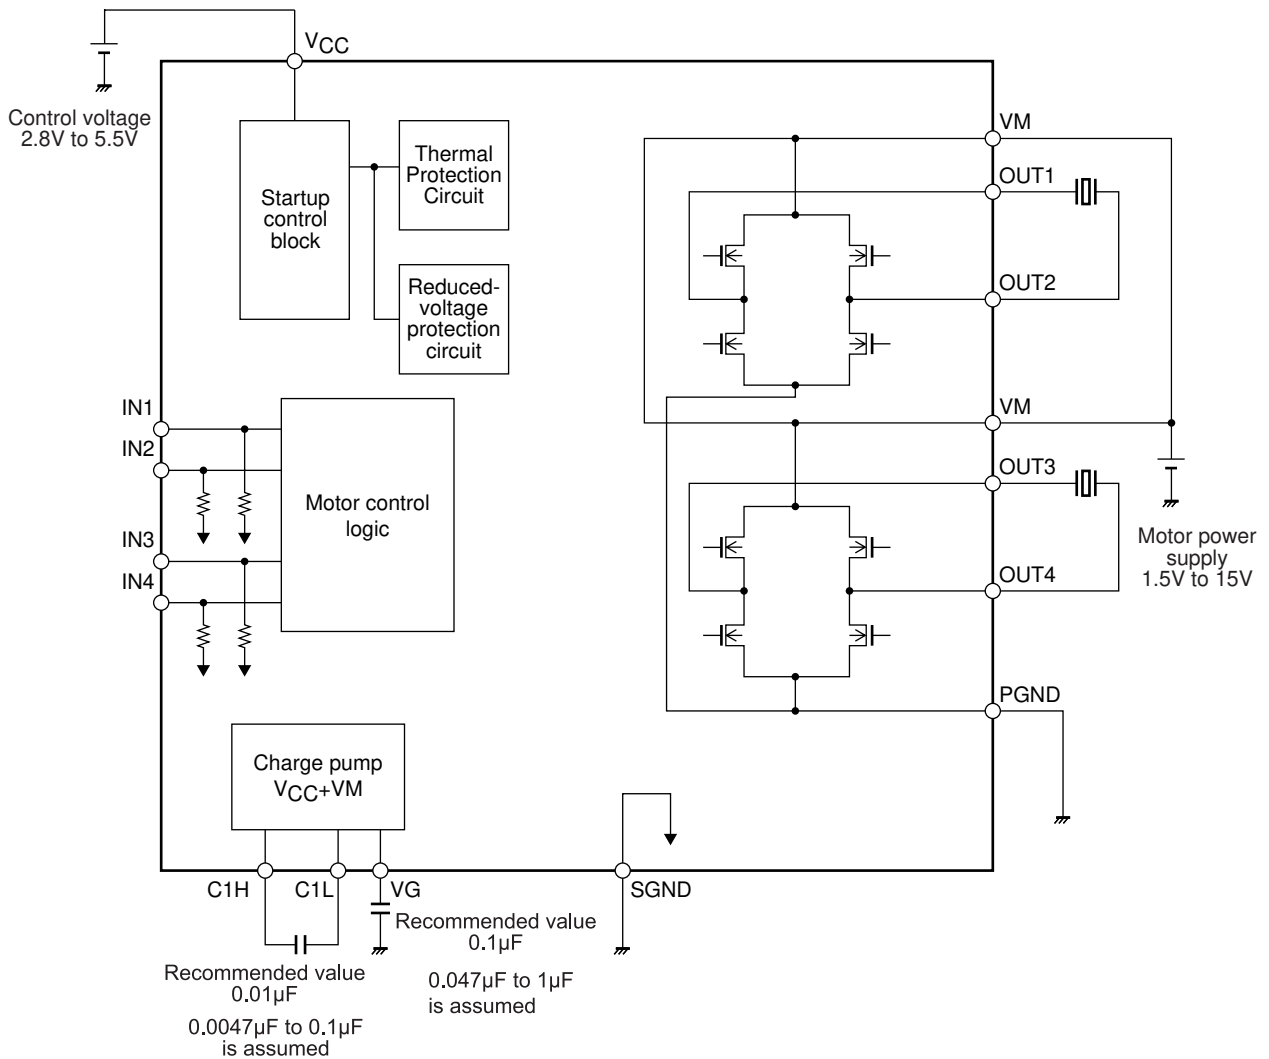 VCC
Control voltage
2.8V to 5.5V
Startup
control
block
Thermal
Protection
Circuit
Reduced-
voltage
protection
circuit
VM
OUT1
OUT2
VM
OUT3
OUT4
PGND
Motor power
supply
1.5V to 15V
IN1
IN2
IN3
IN4
Motor control
logic
Charge pump
VCC+VM
C1H
C1L
VG
SGND
Recommended value
0.1μF
0.047μF to 1μF
is assumed
Recommended value
0.01μF
0.0047μF to 0.1μF
is assumed